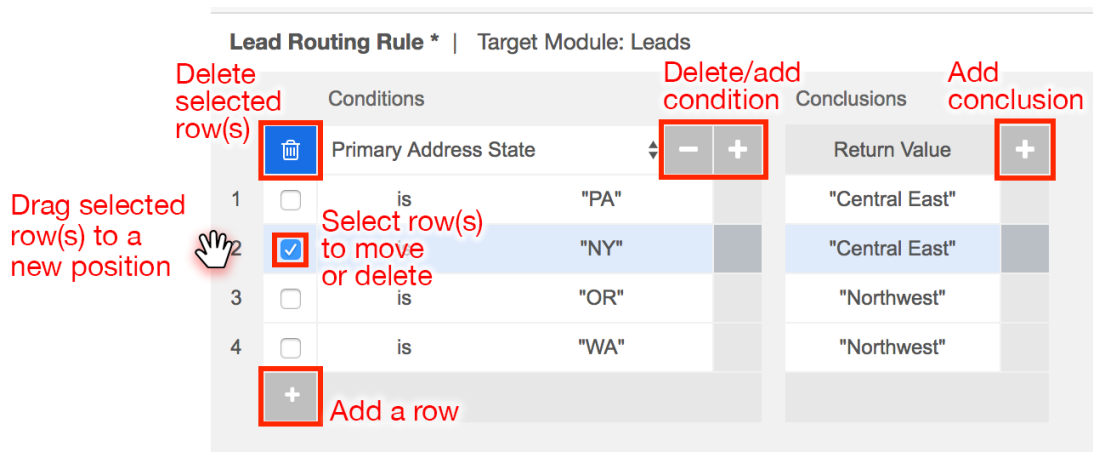 Lead Routing Rule * | Target Module: Leads
Delete
selected
row(s)
Conditions
Delete/add
condition
Conclusions
Add
conclusion
Primary Address State
Return Value
1 is "PA" "Central East"
Drag selected
row(s) to a
new position
Select row(s)
to move
or delete
2 is "NY" "Central East"
3 is "OR" "Northwest"
4 is "WA" "Northwest"
Add a row